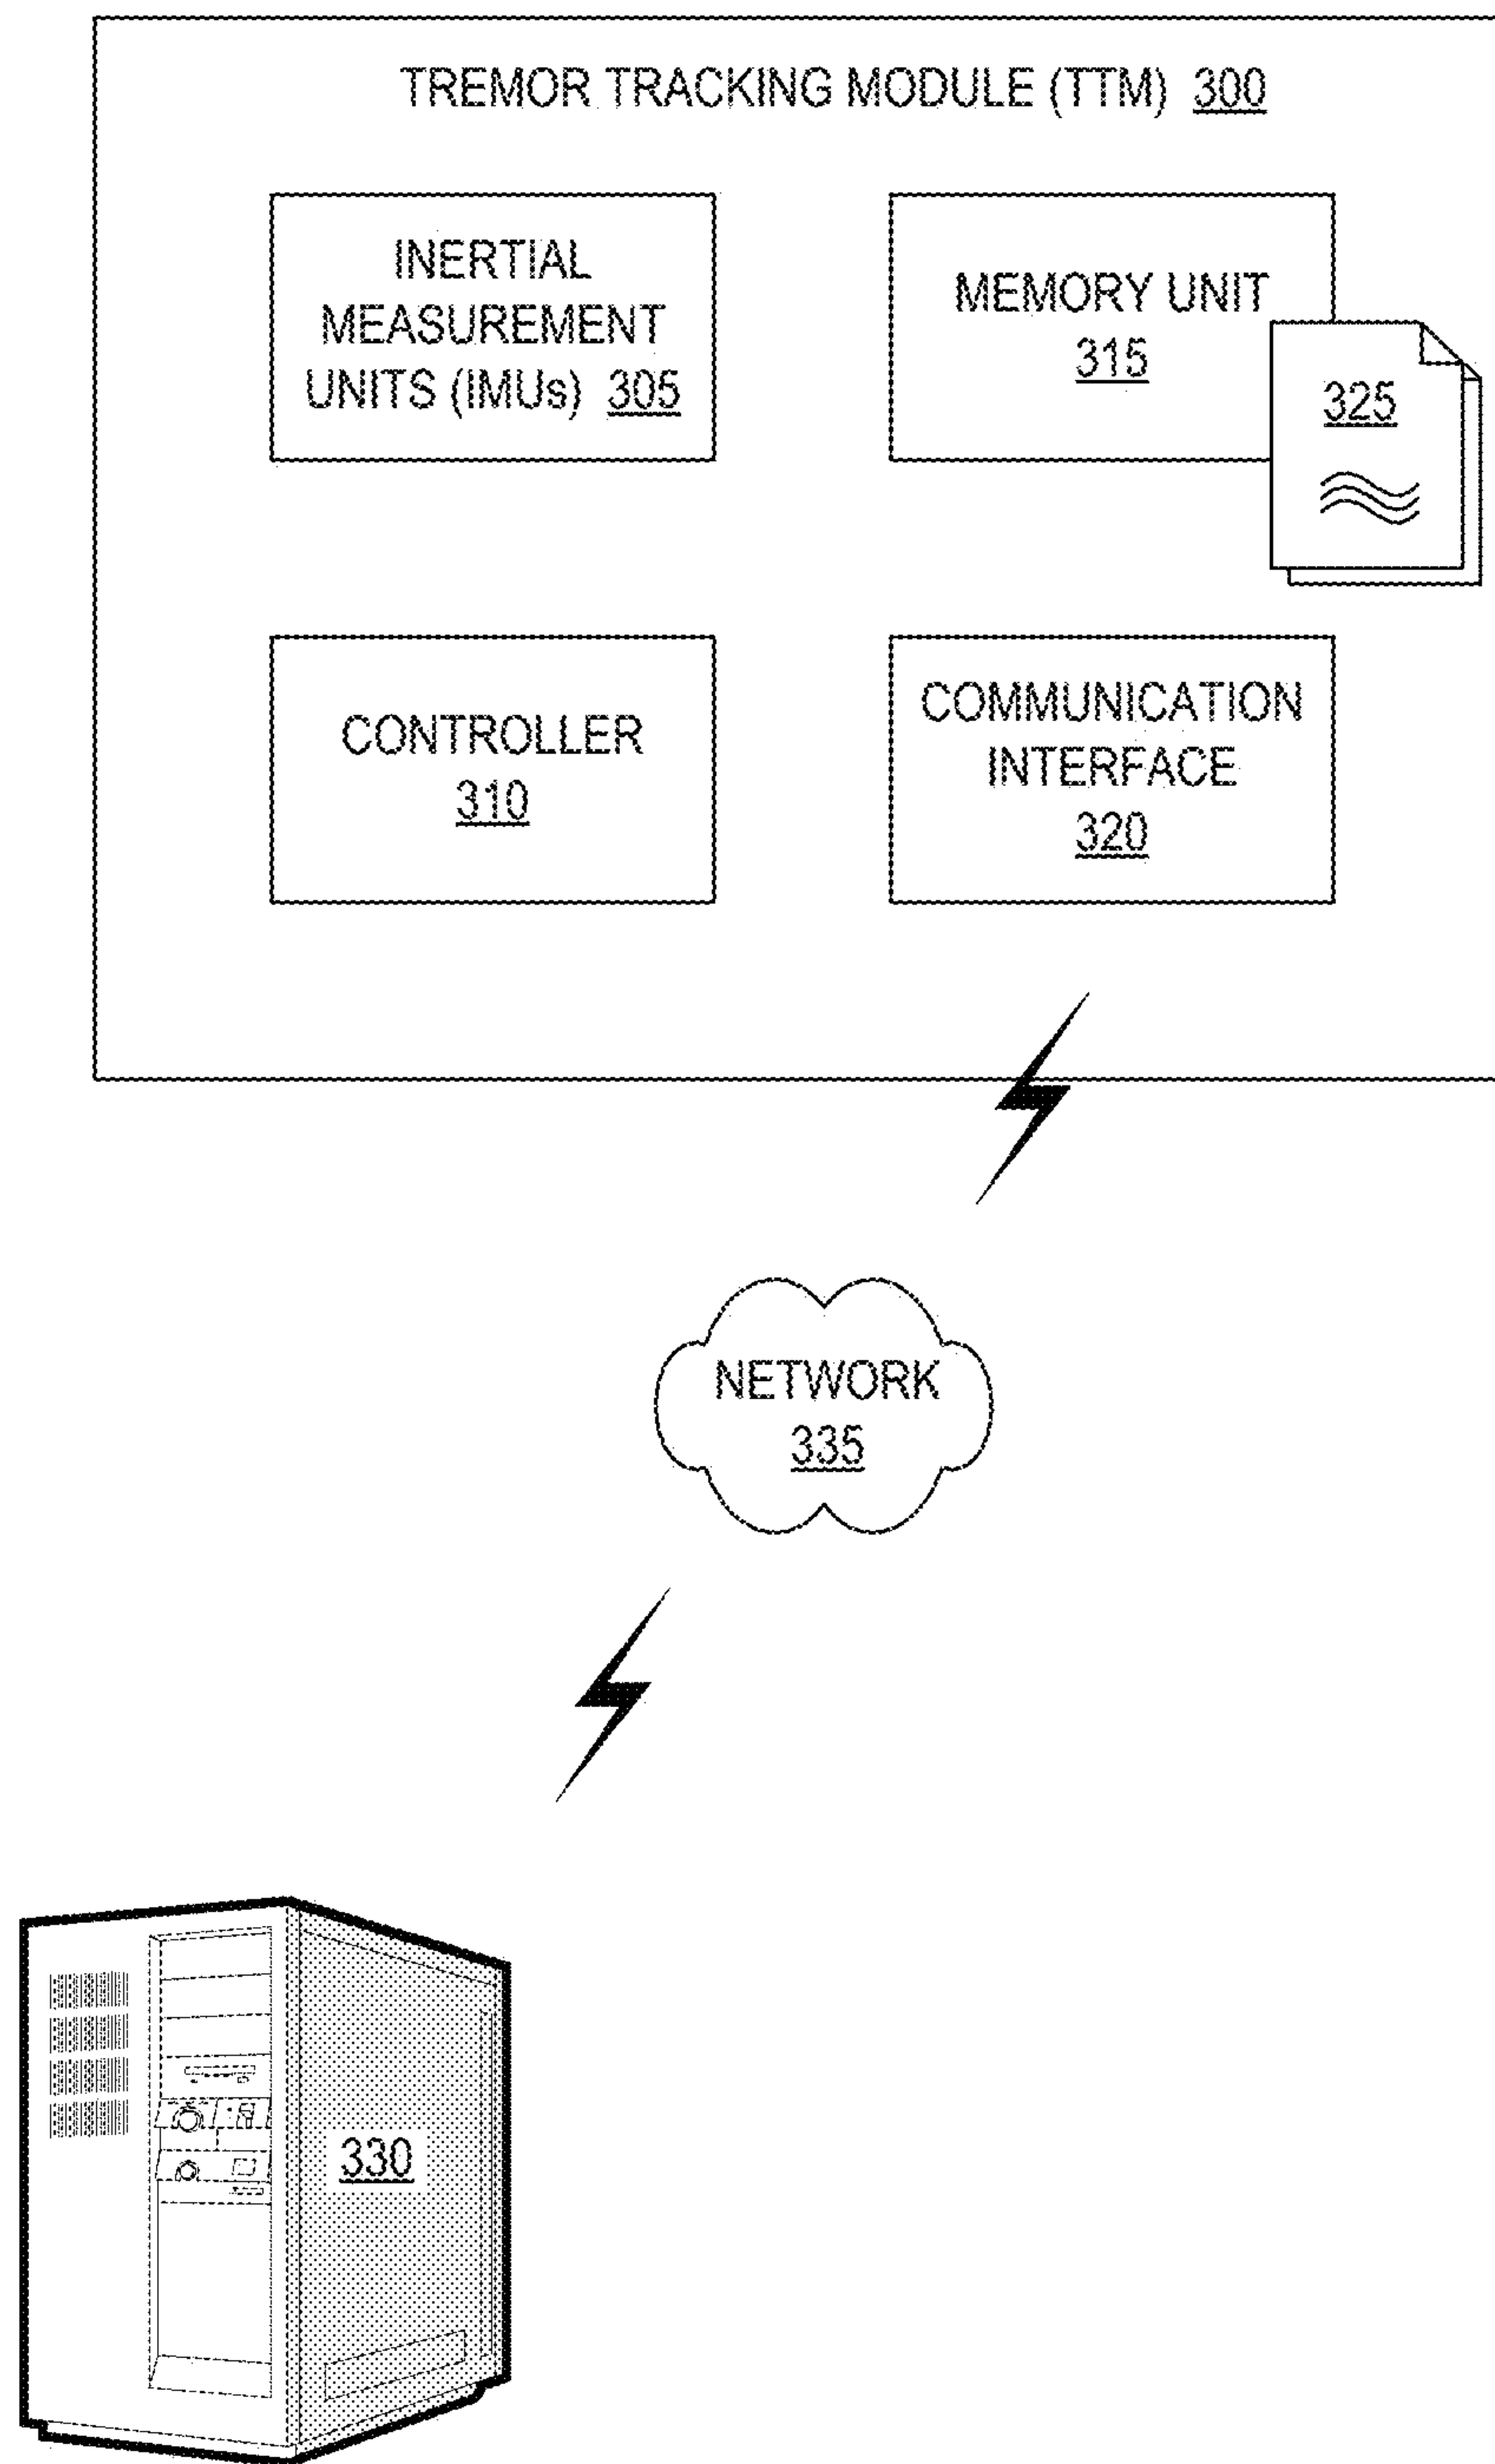 TREMOR TRACKING MODULE (TTM) 300
INERTIAL
MEASUREMENT
UNITS (IMUs) 305
MEMORY UNIT
315
325
CONTROLLER
310
COMMUNICATION
INTERFACE
320
NETWORK
335
330